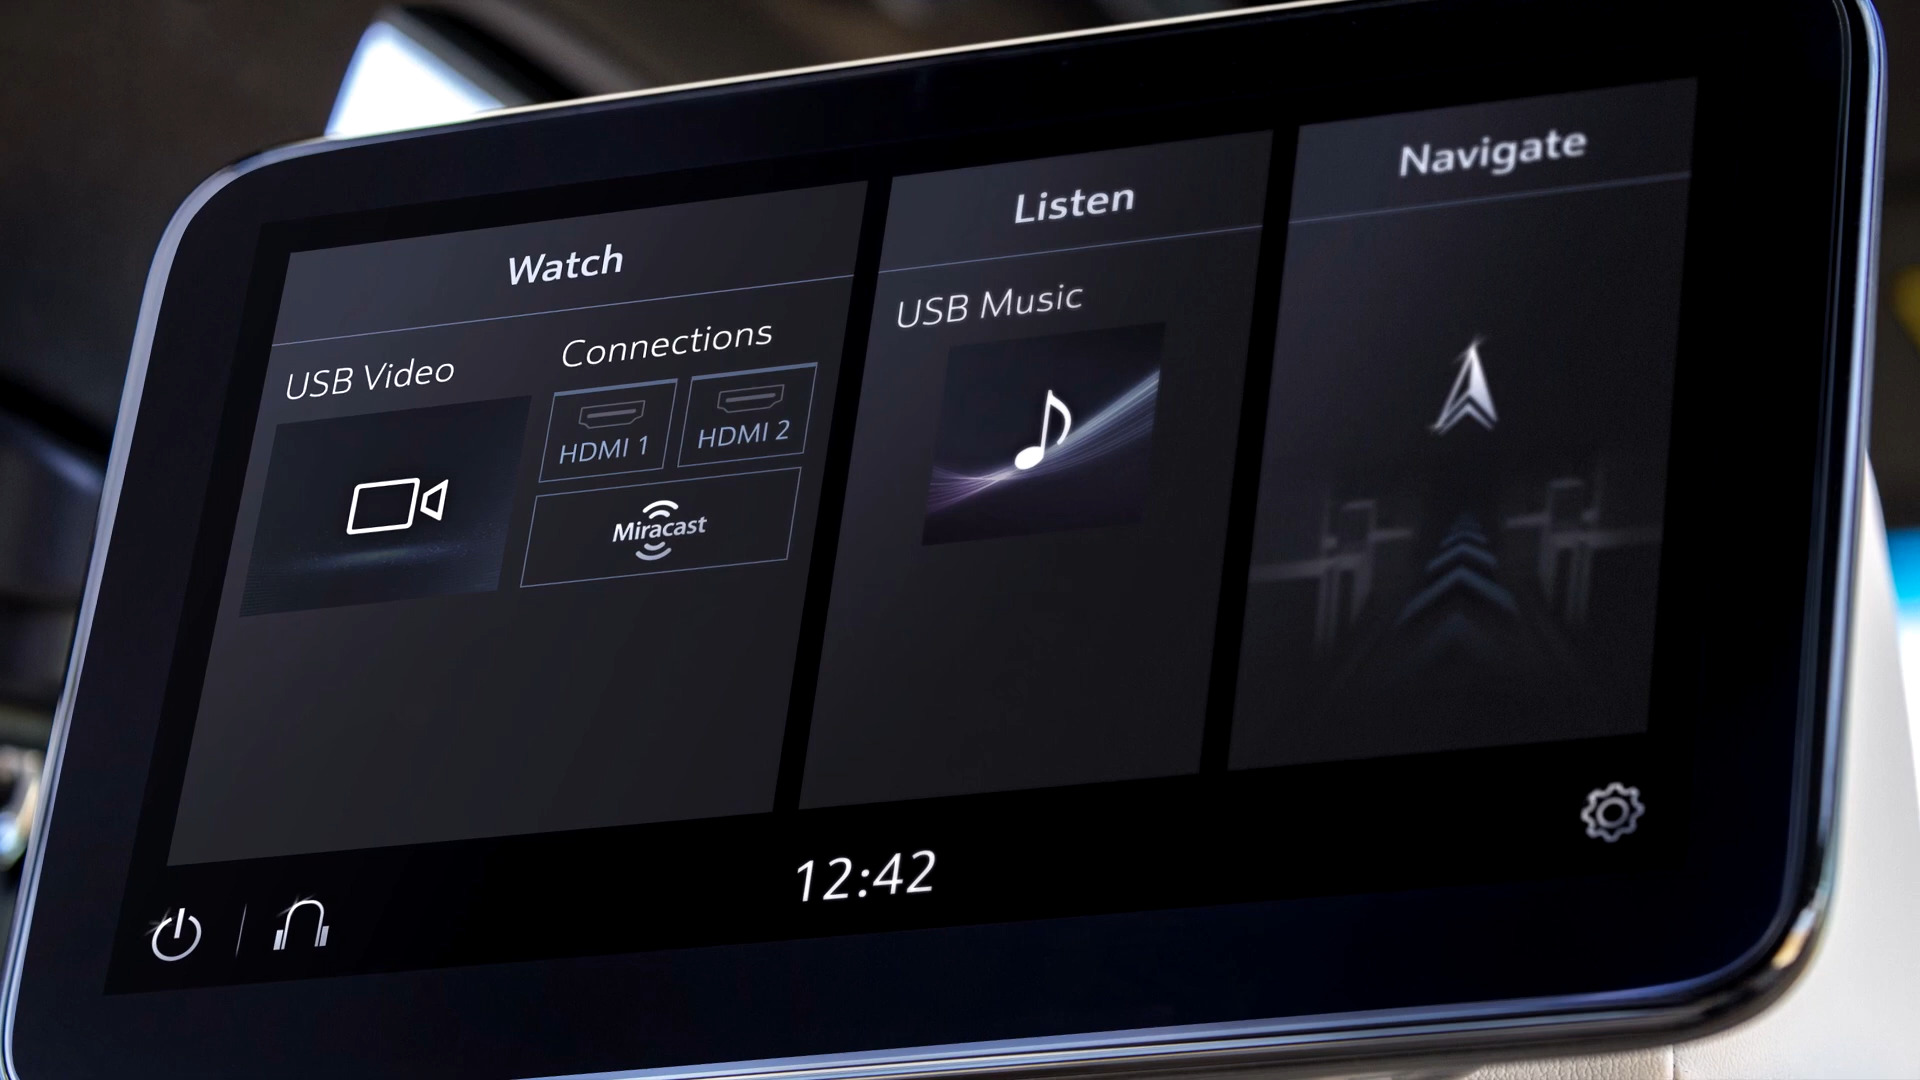 Watch
USB Video
Connections
HDMI 1
HDMI 2
Miracast
Listen
USB Music
Navigate
12:42